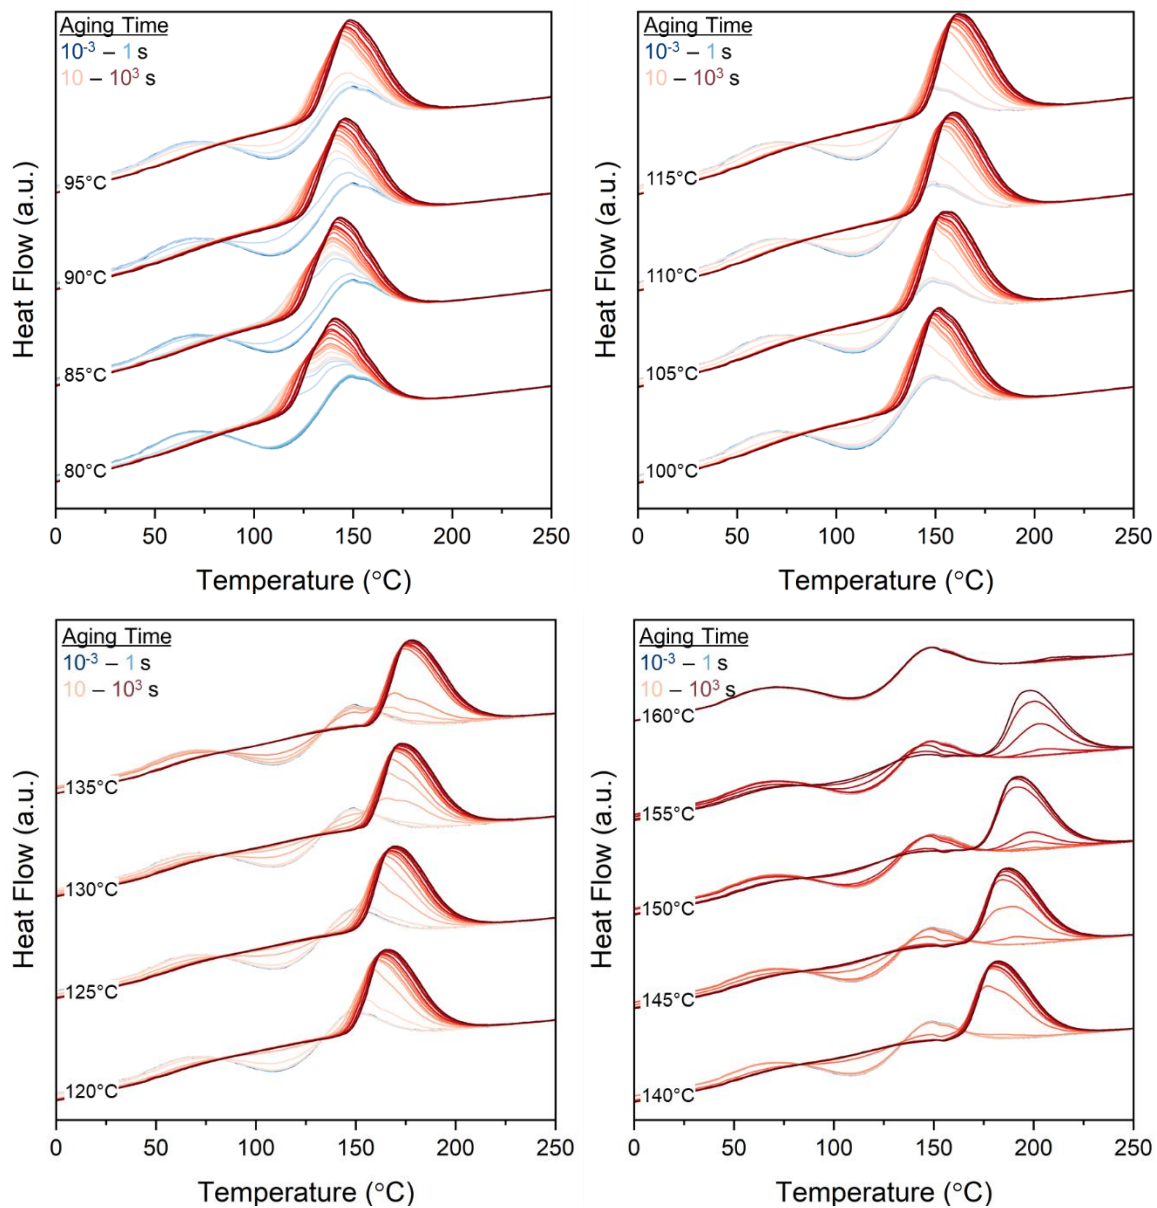 Aging Time
10⁻³ – 1 s
10 – 10³ s
95°C
90°C
85°C
80°C
Heat Flow (a.u.)
0 50 100 150 200 250
Temperature (°C)
Aging Time
10⁻³ – 1 s
10 – 10³ s
115°C
110°C
105°C
100°C
Heat Flow (a.u.)
0 50 100 150 200 250
Temperature (°C)
Aging Time
10⁻³ – 1 s
10 – 10³ s
135°C
130°C
125°C
120°C
Heat Flow (a.u.)
0 50 100 150 200 250
Temperature (°C)
Aging Time
10⁻³ – 1 s
10 – 10³ s
160°C
155°C
150°C
145°C
140°C
Heat Flow (a.u.)
0 50 100 150 200 250
Temperature (°C)